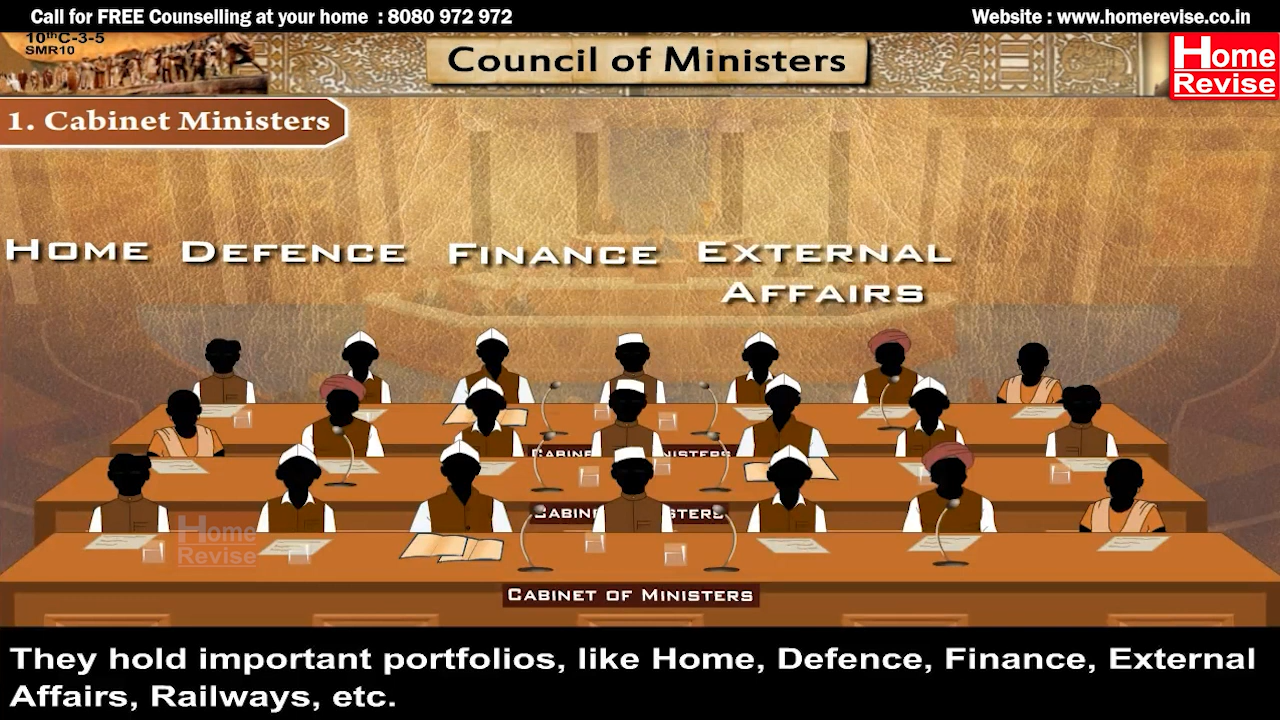 Call for FREE Counselling at your home : 8080 972 972
Website : www.homerevise.co.in
10thC-3-5
SMR10
Council of Ministers
Home
Revise
1. Cabinet Ministers
Home Defence Finance External
Affairs
Home
Revise
Cabinet of Ministers
They hold important portfolios, like Home, Defence, Finance, External
Affairs, Railways, etc.